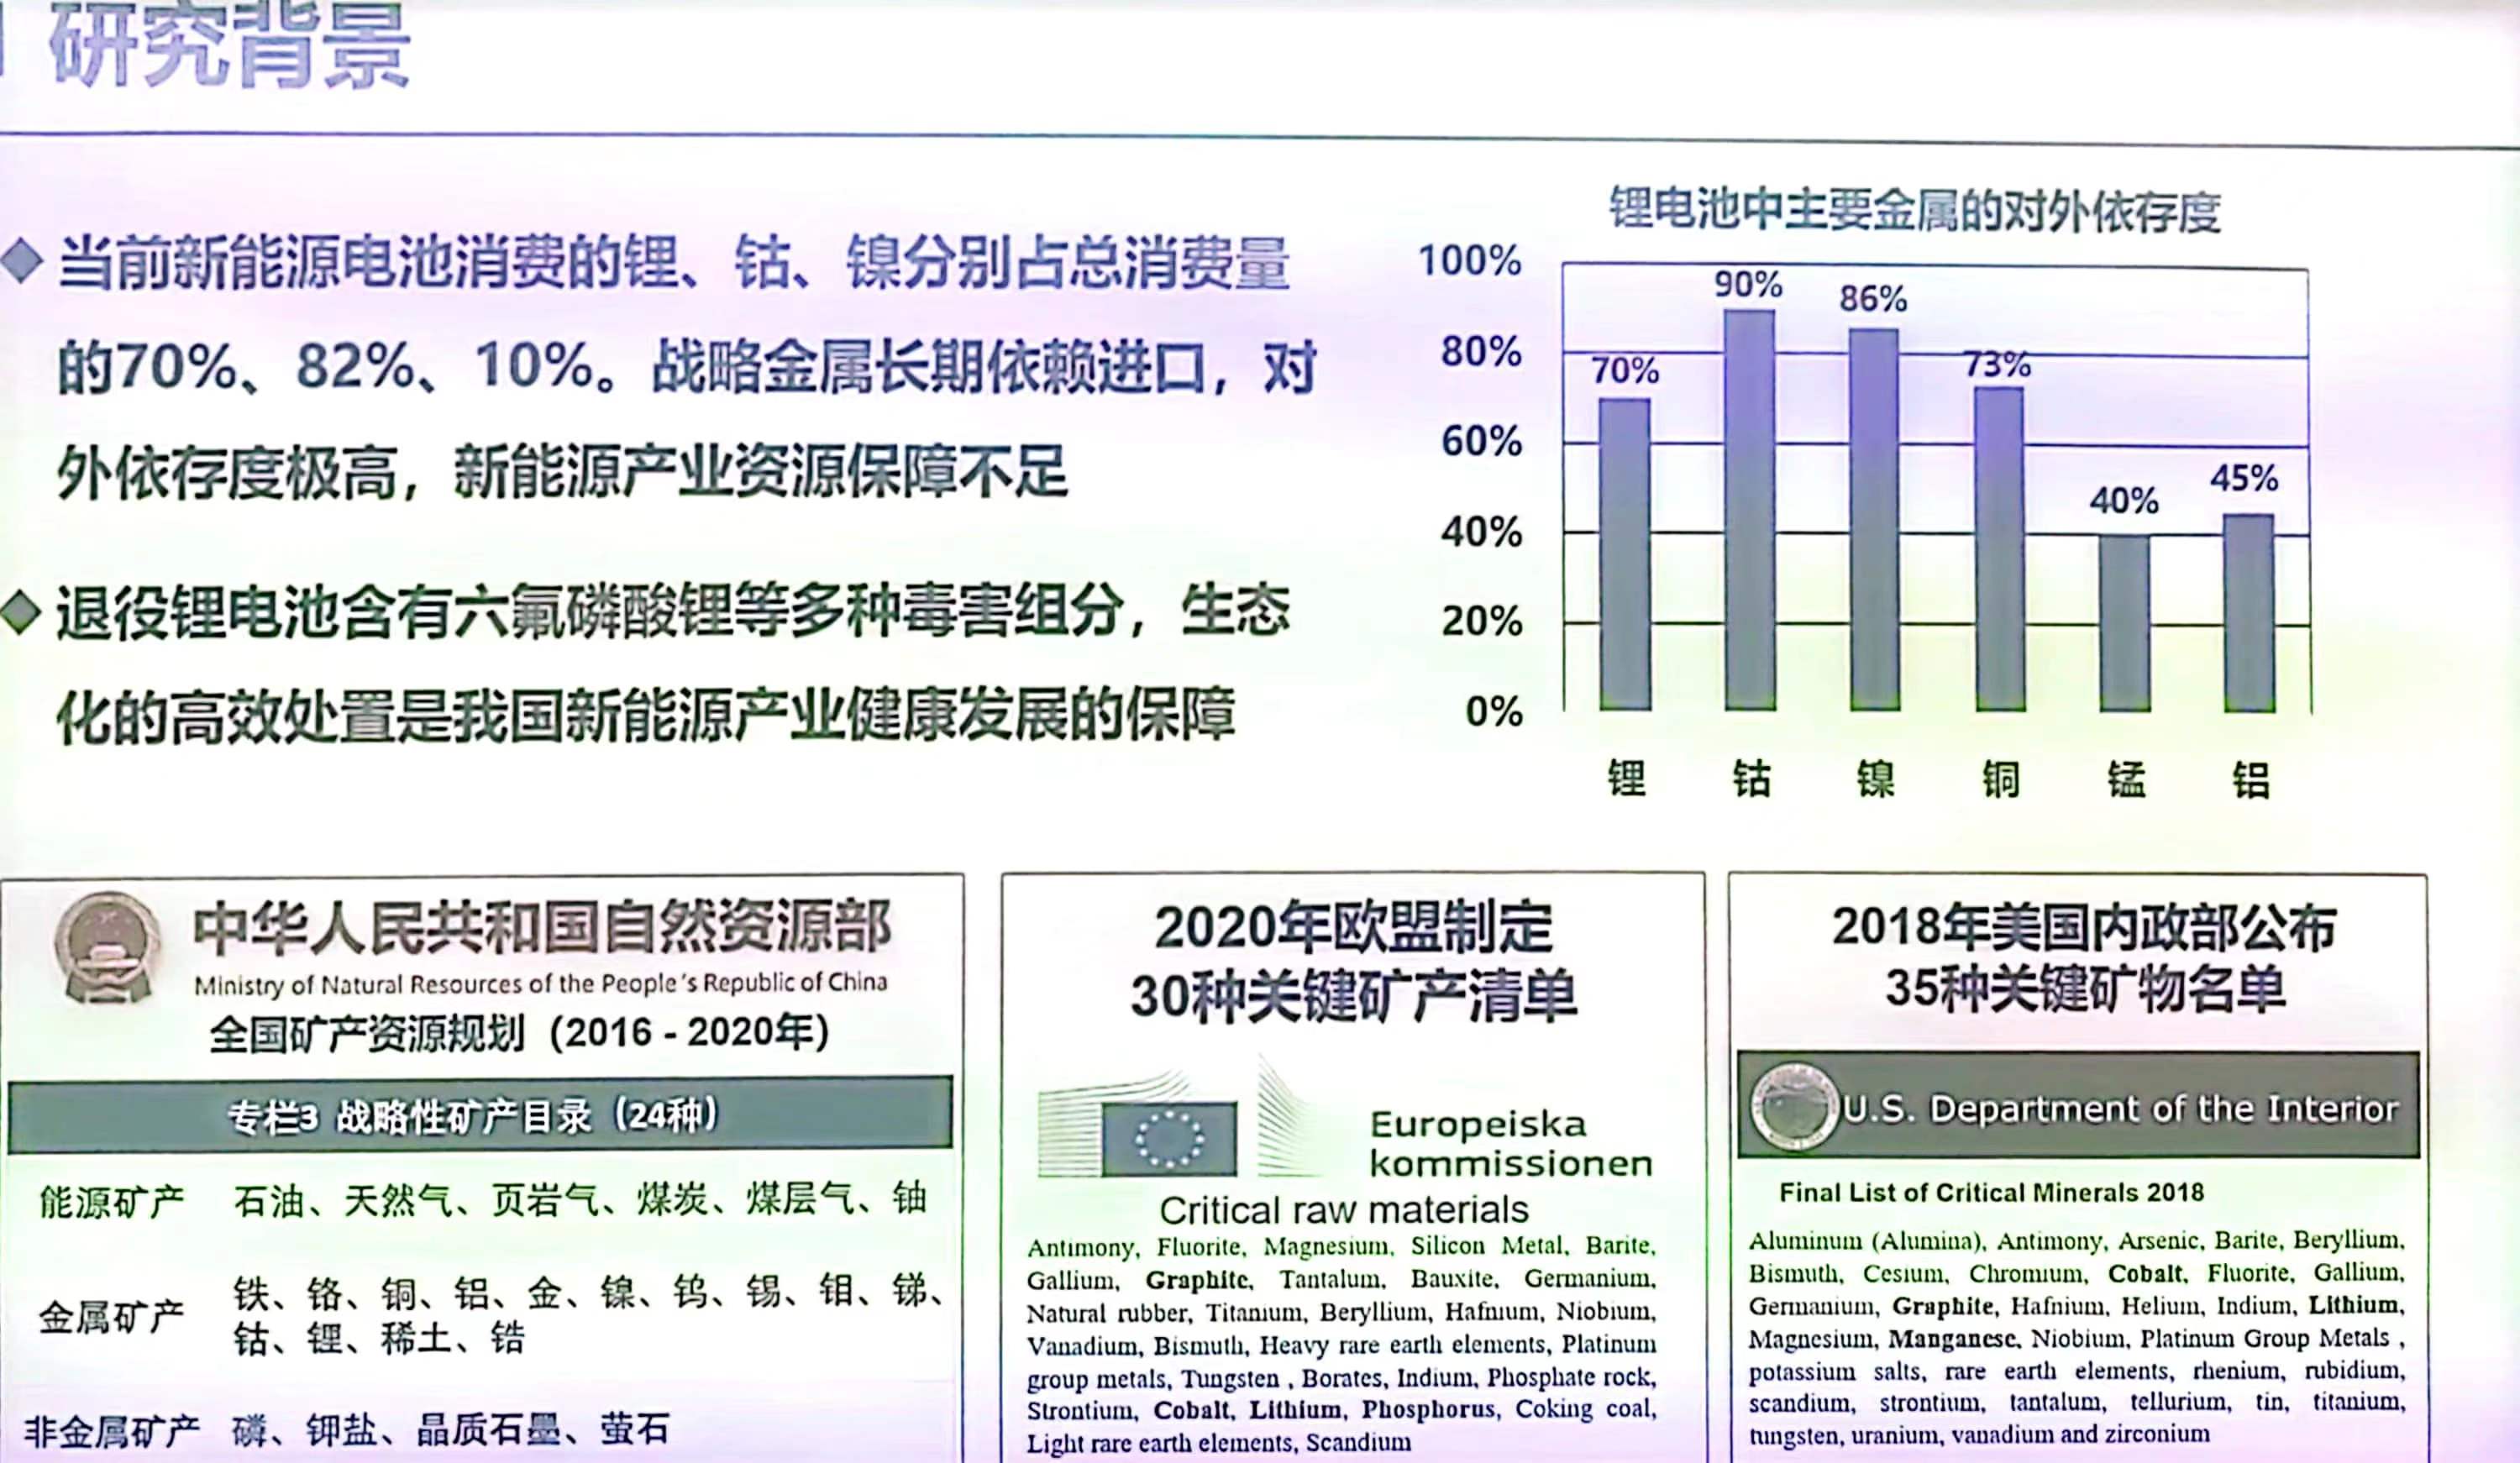 研究背景
当前新能源电池消费的锂、钴、镍分别占总消费量
的70%、82%、10%。战略金属长期依赖进口，对
外依存度极高，新能源产业资源保障不足
退役锂电池含有六氟磷酸锂等多种毒害组分，生态
化的高效处置是我国新能源产业健康发展的保障
锂电池中主要金属的对外依存度
100%
80%
60%
40%
20%
0%
70%
90%
86%
73%
40%
45%
锂 钴 镍 铜 锰 铝
中华人民共和国自然资源部
Ministry of Natural Resources of the People's Republic of China
全国矿产资源规划（2016 - 2020年）
专栏3 战略性矿产目录（24种）
能源矿产 石油、天然气、页岩气、煤炭、煤层气、铀
金属矿产 铁、铬、铜、铝、金、镍、钨、锡、钼、锑、
钴、锂、稀土、锆
非金属矿产 磷、钾盐、晶质石墨、萤石
2020年欧盟制定
30种关键矿产清单
Europeiska
kommissionen
Critical raw materials
Antimony, Fluorite, Magnesium, Silicon Metal, Barite,
Gallium, Graphite, Tantalum, Bauxite, Germanium,
Natural rubber, Titanium, Beryllium, Hafnium, Niobium,
Vanadium, Bismuth, Heavy rare earth elements, Platinum
group metals, Tungsten , Borates, Indium, Phosphate rock,
Strontium, Cobalt, Lithium, Phosphorus, Coking coal,
Light rare earth elements, Scandium
2018年美国内政部公布
35种关键矿物名单
U.S. Department of the Interior
Final List of Critical Minerals 2018
Aluminum (Alumina), Antimony, Arsenic, Barite, Beryllium,
Bismuth, Cesium, Chromium, Cobalt, Fluorite, Gallium,
Germanium, Graphite, Hafnium, Helium, Indium, Lithium,
Magnesium, Manganese, Niobium, Platinum Group Metals ,
potassium salts, rare earth elements, rhenium, rubidium,
scandium, strontium, tantalum, tellurium, tin, titanium,
tungsten, uranium, vanadium and zirconium